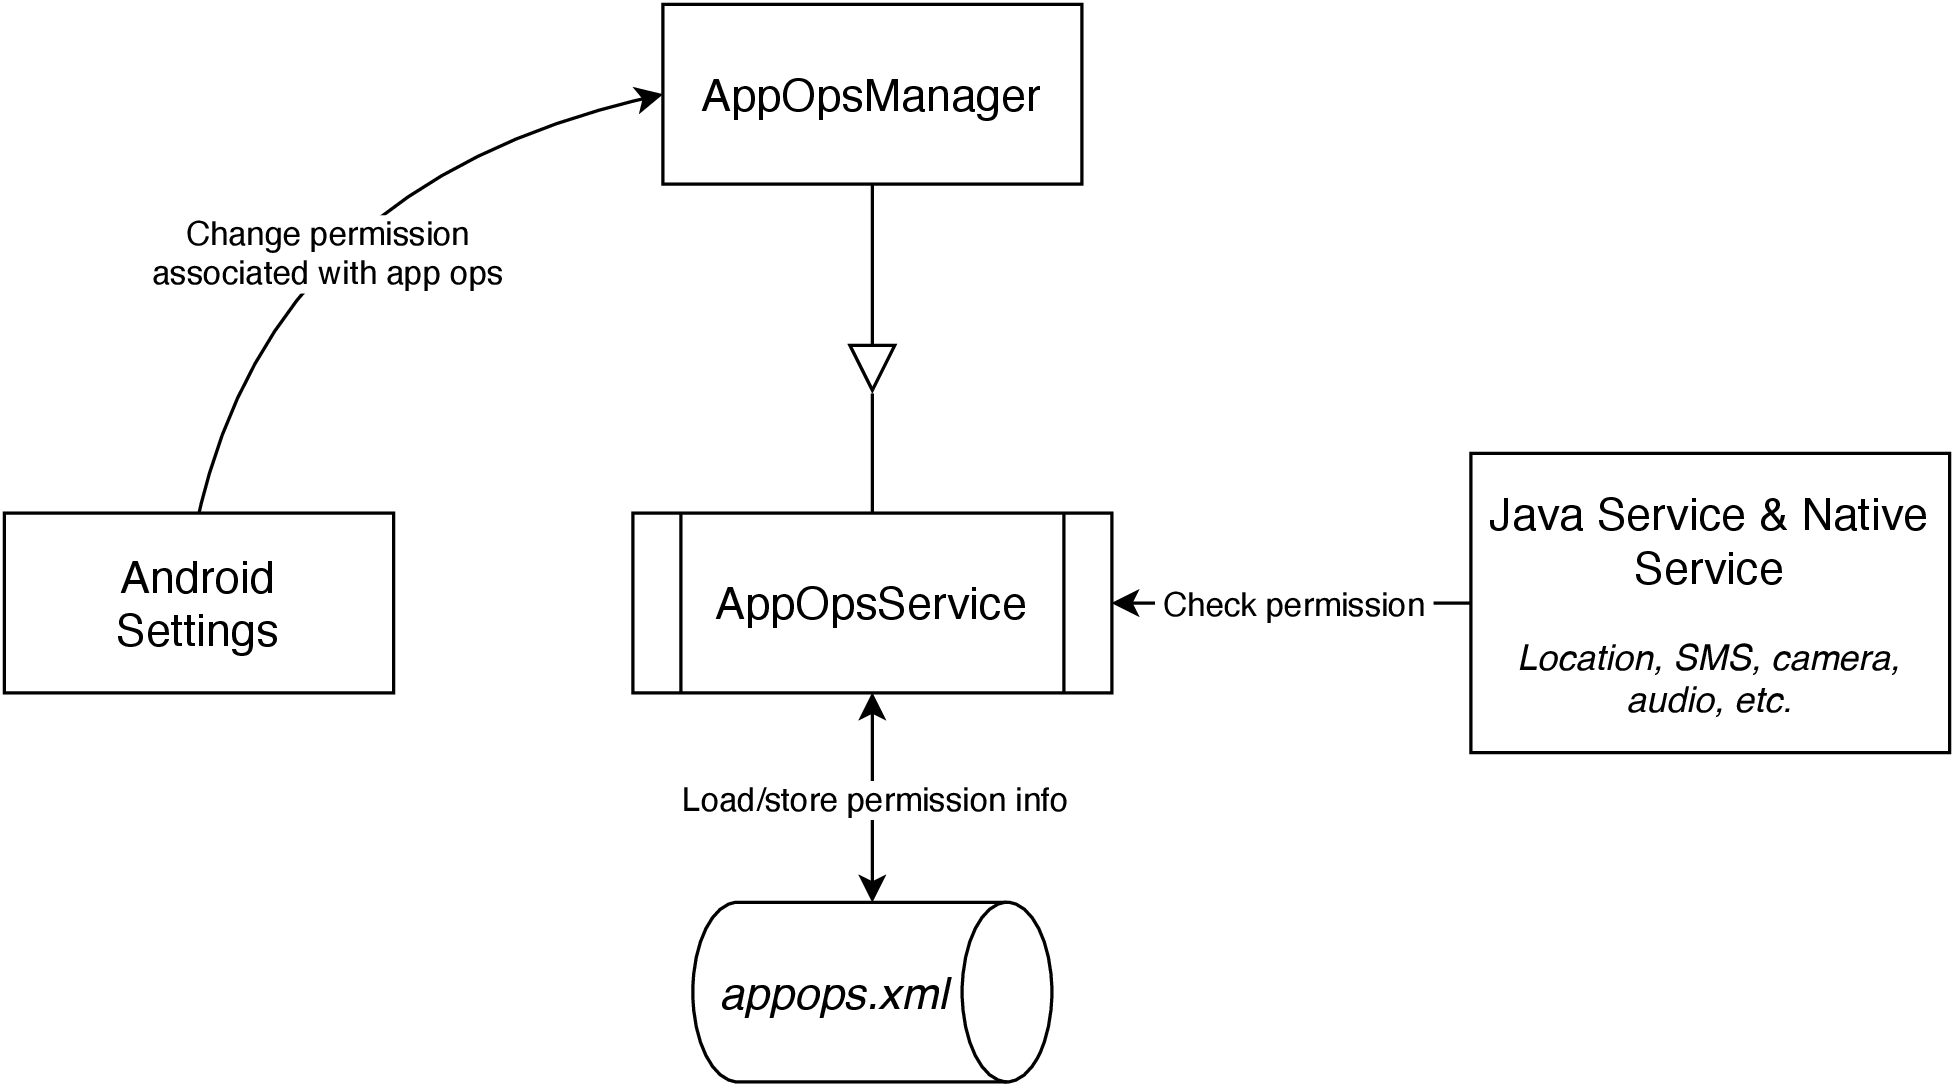 AppOpsManager
Change permission
associated with app ops
Android
Settings
AppOpsService
Check permission
Java Service & Native
Service
Location, SMS, camera,
audio, etc.
Load/store permission info
appops.xml